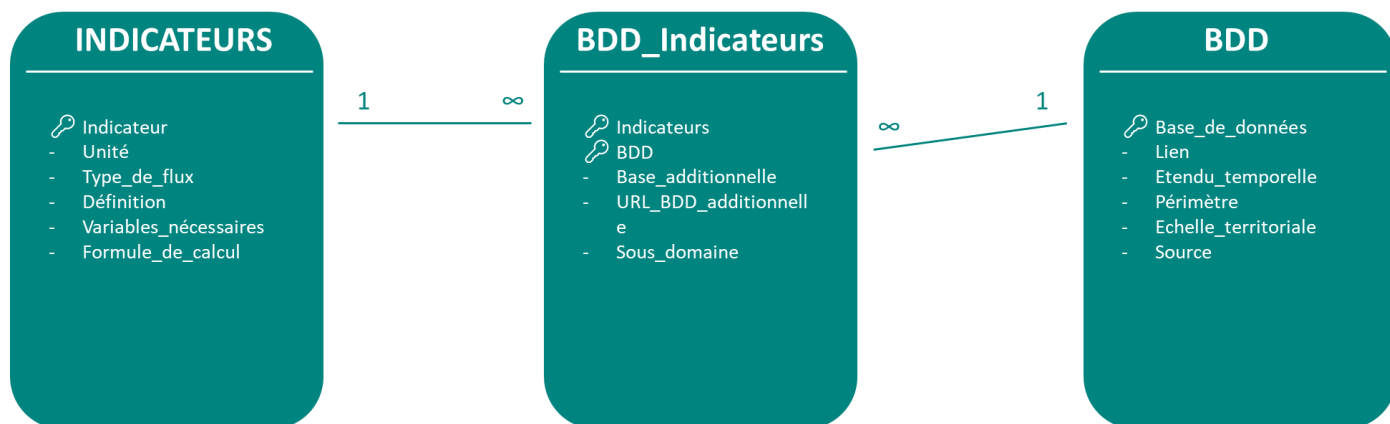 INDICATEURS
Indicateur
- Unité
- Type_de_flux
- Définition
- Variables_nécessaires
- Formule_de_calcul
1
∞
BDD_Indicateurs
Indicateurs
BDD
- Base_additionnelle
- URL_BDD_additionnell
e
- Sous_domaine
∞
1
BDD
Base_de_données
- Lien
- Etendu_temporelle
- Périmètre
- Echelle_territoriale
- Source